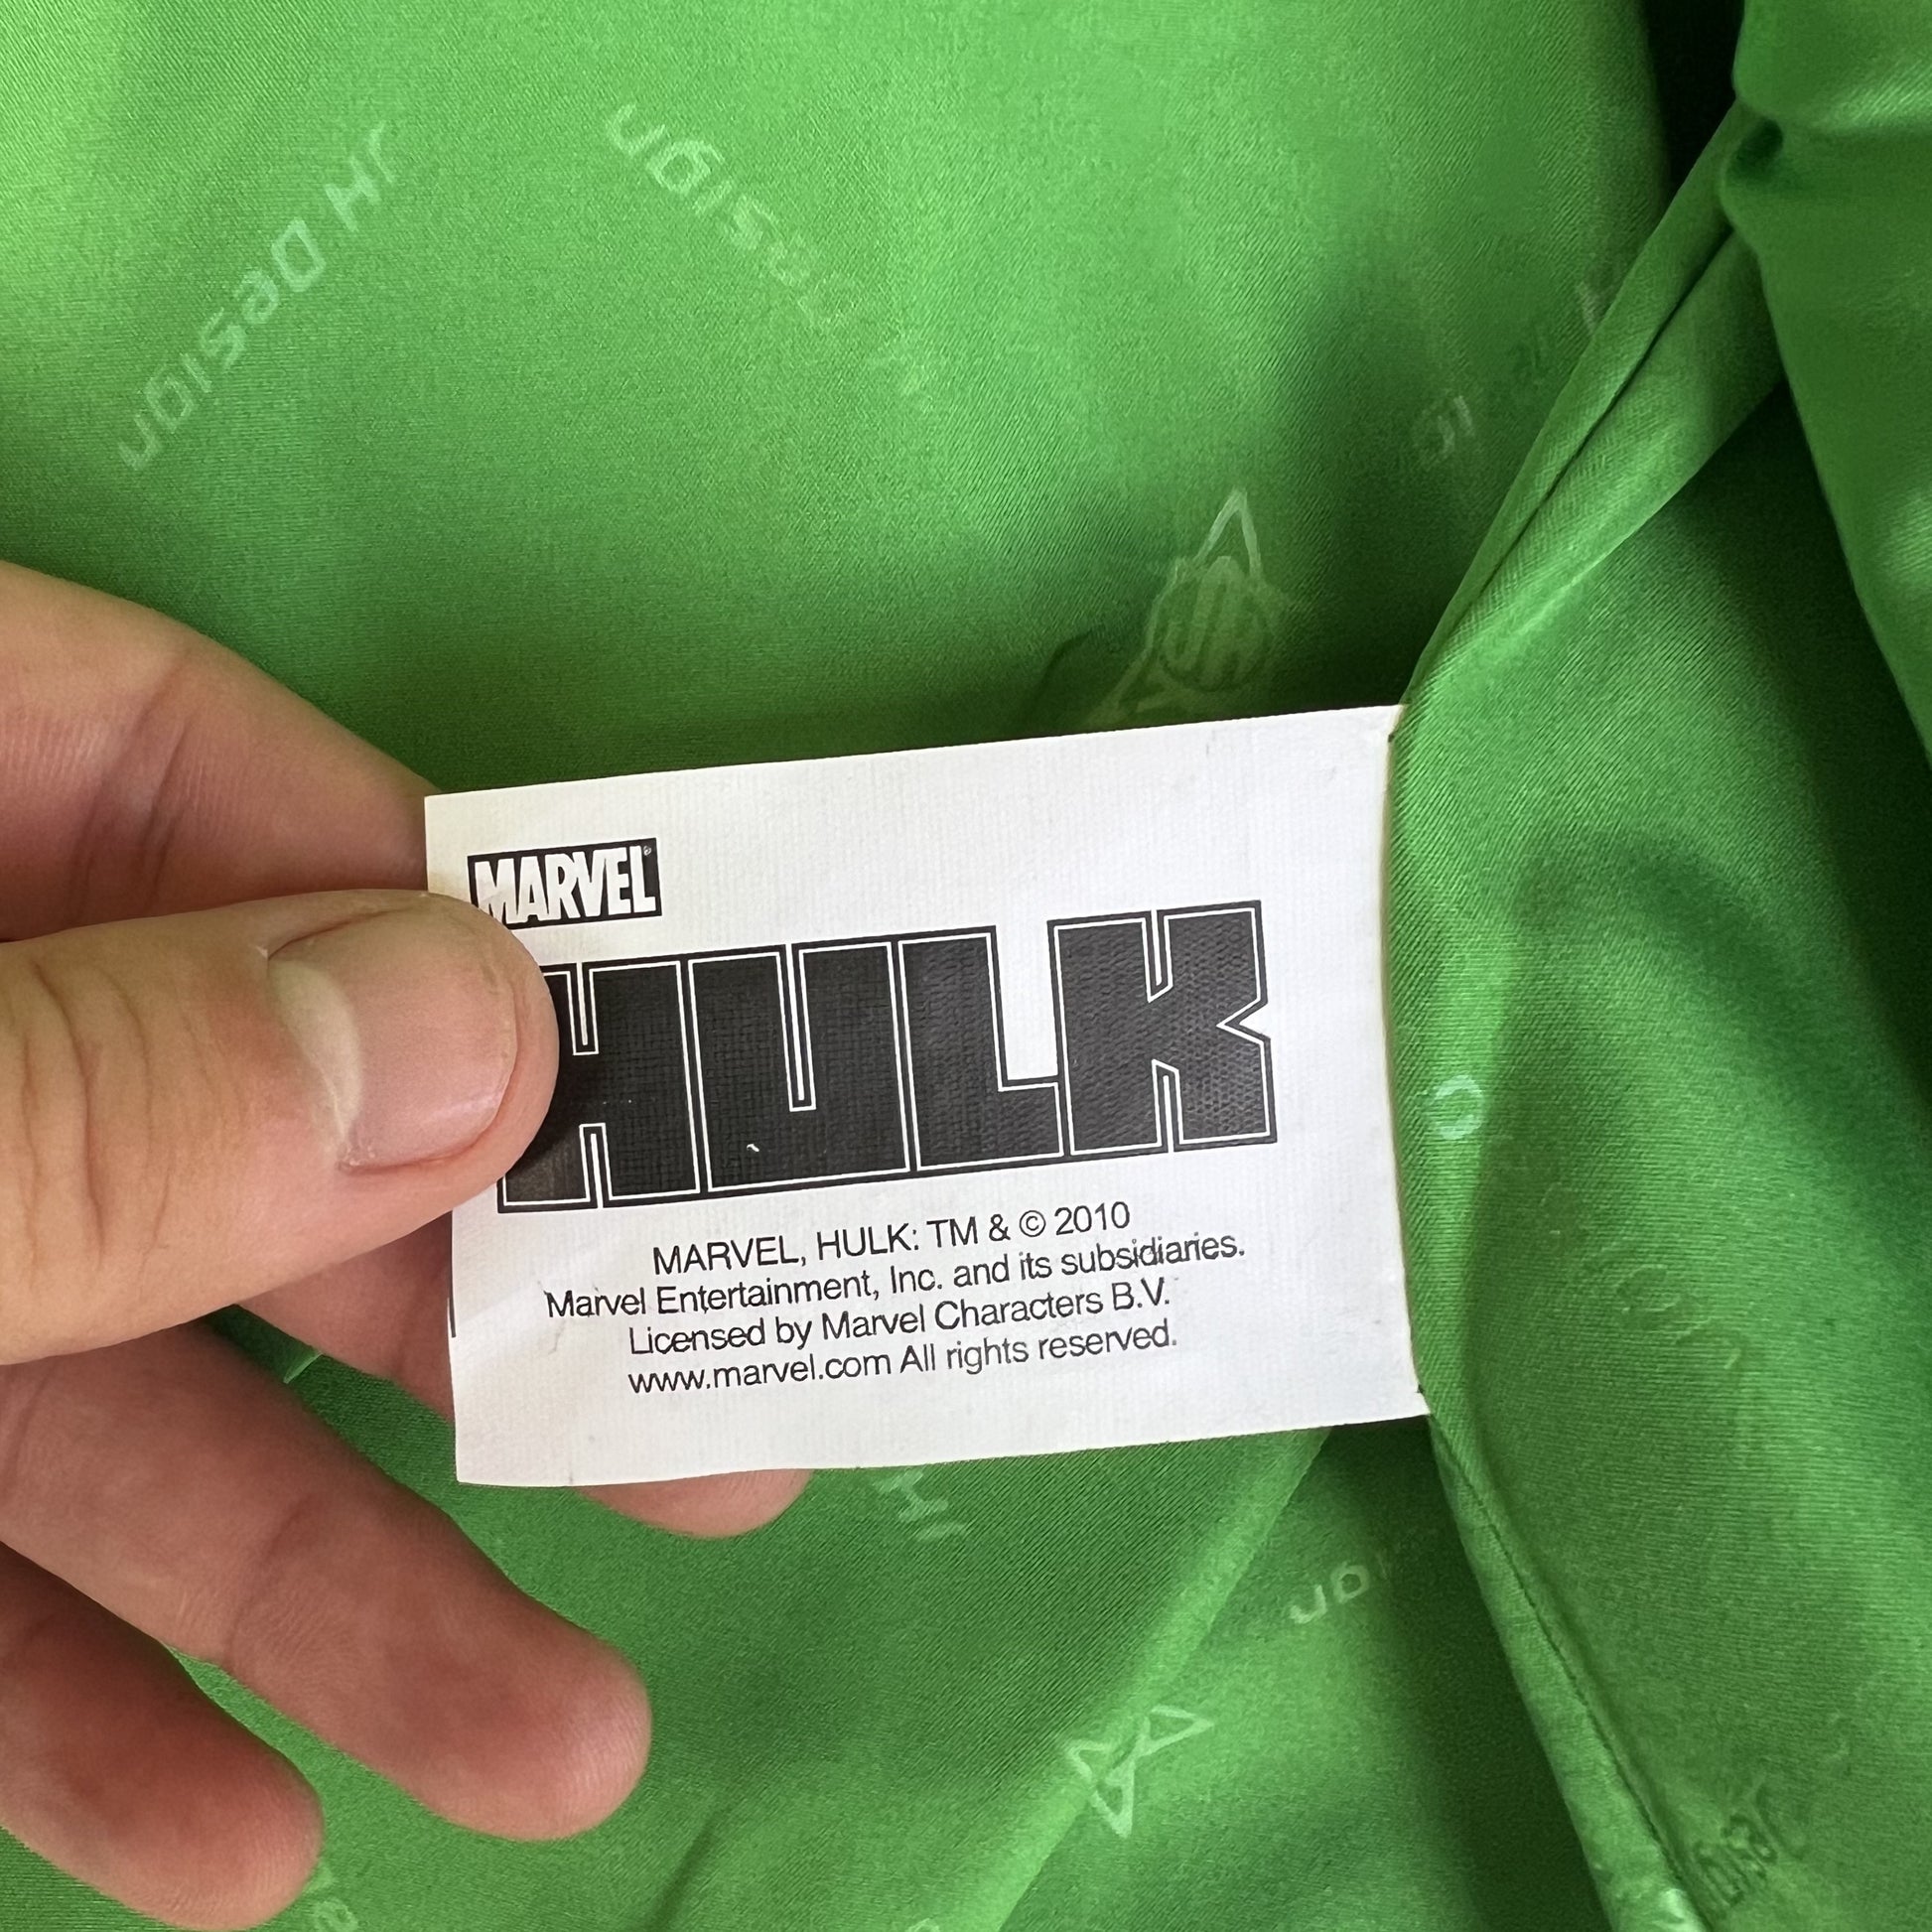 JH Design
Design
JH
MARVEL®
HULK
MARVEL, HULK: TM & © 2010
Marvel Entertainment, Inc. and its subsidiaries.
Licensed by Marvel Characters B.V.
www.marvel.com All rights reserved.
H